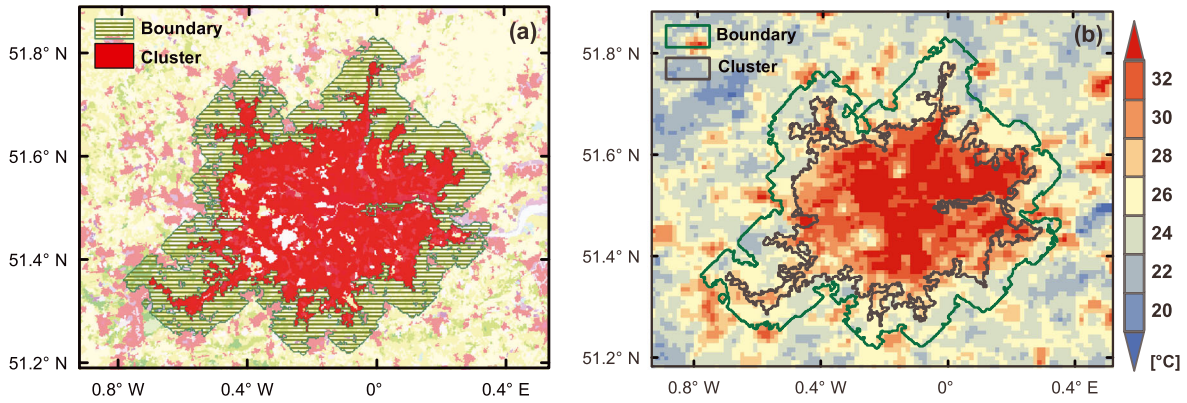 (a)
Boundary
Cluster
51.8° N
51.6° N
51.4° N
51.2° N
0.8° W
0.4° W
0°
0.4° E
(b)
Boundary
Cluster
51.8° N
51.6° N
51.4° N
51.2° N
0.8° W
0.4° W
0°
0.4° E
32
30
28
26
24
22
20
[°C]